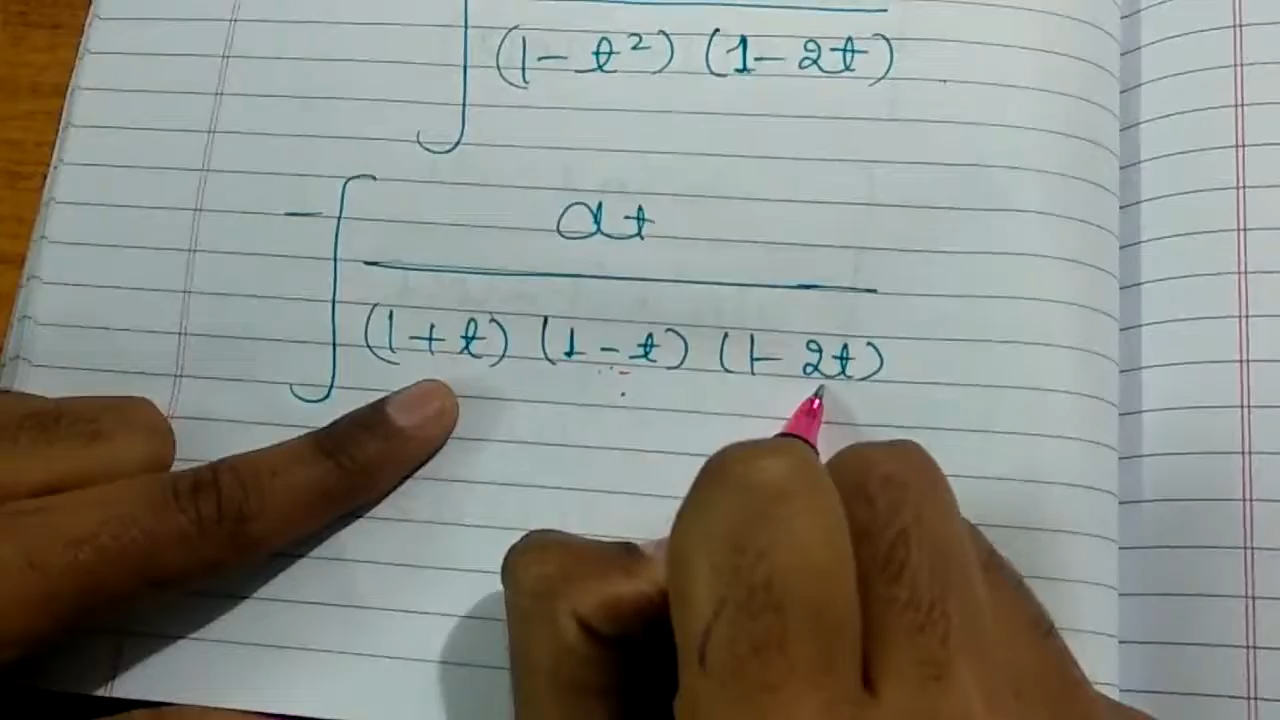 ∫ (1-t²) (1-2t)
-∫ dt
(1+t) (1-t) (1-2t)